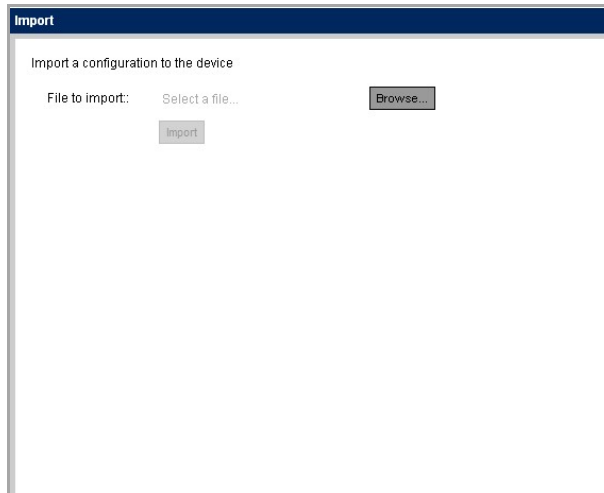 Import
Import a configuration to the device
File to import:: Select a file... Browse...
Import